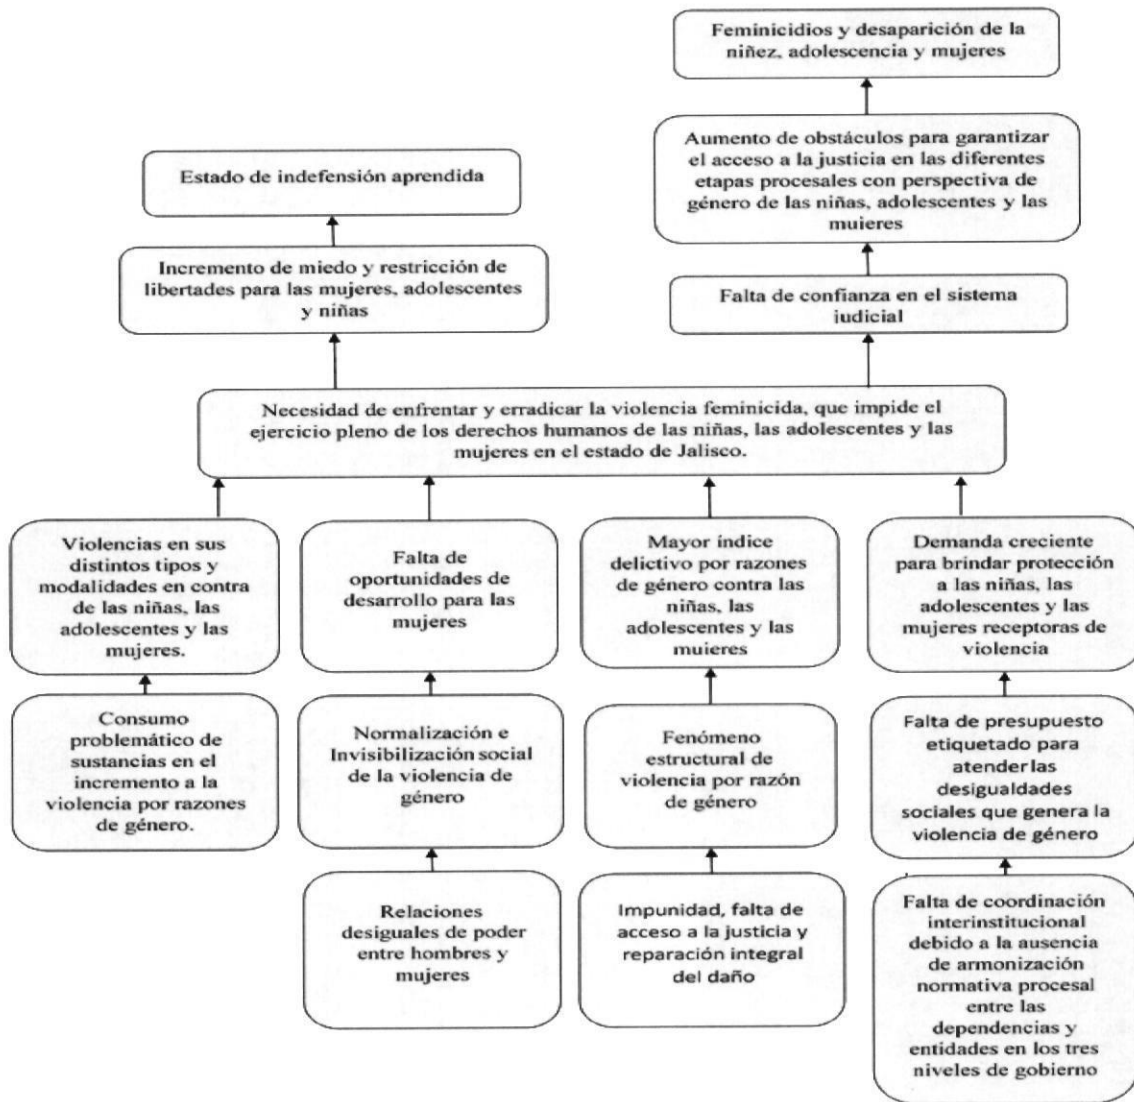 Feminicidios y desaparición de la
niñez, adolescencia y mujeres
Aumento de obstáculos para garantizar
el acceso a la justicia en las diferentes
etapas procesales con perspectiva de
género de las niñas, adolescentes y las
muieres
Estado de indefensión aprendida
Incremento de miedo y restricción de
libertades para las mujeres, adolescentes
y niñas
Falta de confianza en el sistema
iudicial
Necesidad de enfrentar y erradicar la violencia feminicida, que impide el
ejercicio pleno de los derechos humanos de las niñas, las adolescentes y las
mujeres en el estado de Jalisco.
Violencias en sus
distintos tipos y
modalidades en contra
de las niñas, las
adolescentes y las
mujeres.
Falta de
oportunidades de
desarrollo para las
mujeres
Mayor índice
delictivo por razones
de género contra las
niñas, las
adolescentes y las
muieres
Demanda creciente
para brindar protección
a las niñas, las
adolescentes y las
mujeres receptoras de
violencia
Consumo
problemático de
sustancias en el
incremento a la
violencia por razones
de género.
Normalización e
Invisibilización social
de la violencia de
género
Fenómeno
estructural de
violencia por razón
de género
Falta de presupuesto
etiquetado para
atender las
desigualdades
sociales que genera la
violencia de género
Relaciones
desiguales de poder
entre hombres y
mujeres
Impunidad, falta de
acceso a la justicia y
reparación integral
del daño
Falta de coordinación
interinstitucional
debido a la ausencia
de armonización
normativa procesal
entre las
dependencias y
entidades en los tres
niveles de gobierno